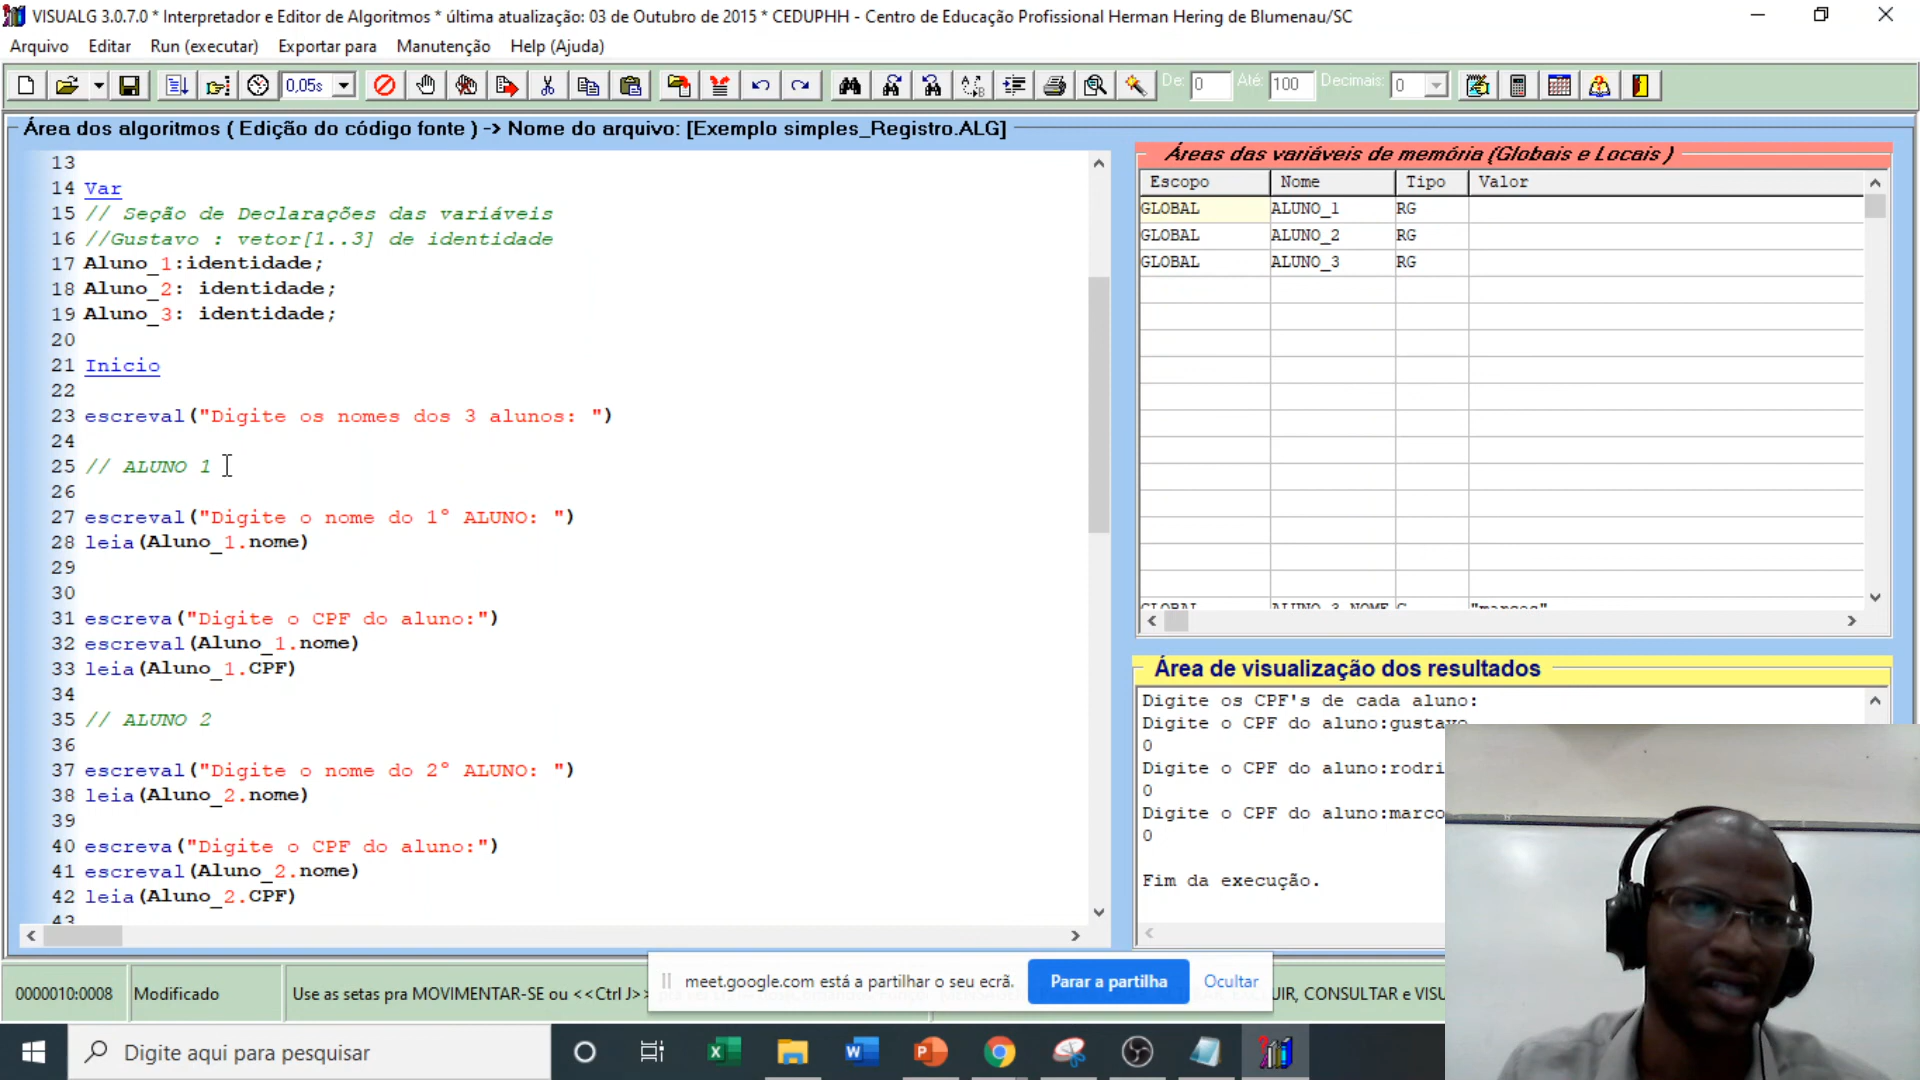 VISUALG 3.0.7.0 * Interpretador e Editor de Algoritmos * última atualização: 03 de Outubro de 2015 * CEDUPHH - Centro de Educação Profissional Herman Hering de Blumenau/SC
Arquivo Editar Run (executar) Exportar para Manutenção Help (Ajuda)
0,05s De: 0 Até: 100 Decimais: 0
Área dos algoritmos ( Edição do código fonte ) -> Nome do arquivo: [Exemplo simples_Registro.ALG]
13
14 Var
15 // Seção de Declarações das variáveis
16 //Gustavo : vetor[1..3] de identidade
17 Aluno_1:identidade;
18 Aluno_2: identidade;
19 Aluno_3: identidade;
20
21 Inicio
22
23 escreval("Digite os nomes dos 3 alunos: ")
24
25 // ALUNO 1
26
27 escreval("Digite o nome do 1° ALUNO: ")
28 leia(Aluno_1.nome)
29
30
31 escreva("Digite o CPF do aluno:")
32 escreval(Aluno_1.nome)
33 leia(Aluno_1.CPF)
34
35 // ALUNO 2
36
37 escreval("Digite o nome do 2° ALUNO: ")
38 leia(Aluno_2.nome)
39
40 escreva("Digite o CPF do aluno:")
41 escreval(Aluno_2.nome)
42 leia(Aluno_2.CPF)
43
Áreas das variáveis de memória (Globais e Locais )
Escopo Nome Tipo Valor
GLOBAL ALUNO_1 RG
GLOBAL ALUNO_2 RG
GLOBAL ALUNO_3 RG
GLOBAL ALUNO_3.NOME C "marcos"
Área de visualização dos resultados
Digite os CPF's de cada aluno:
Digite o CPF do aluno:gustavo
0
Digite o CPF do aluno:rodri
0
Digite o CPF do aluno:marco
0
Fim da execução.
meet.google.com está a partilhar o seu ecrã. Parar a partilha Ocultar
0000010:0008 Modificado Use as setas pra MOVIMENTAR-SE ou <<Ctrl J>> UIR, CONSULTAR e VISU
Digite aqui para pesquisar